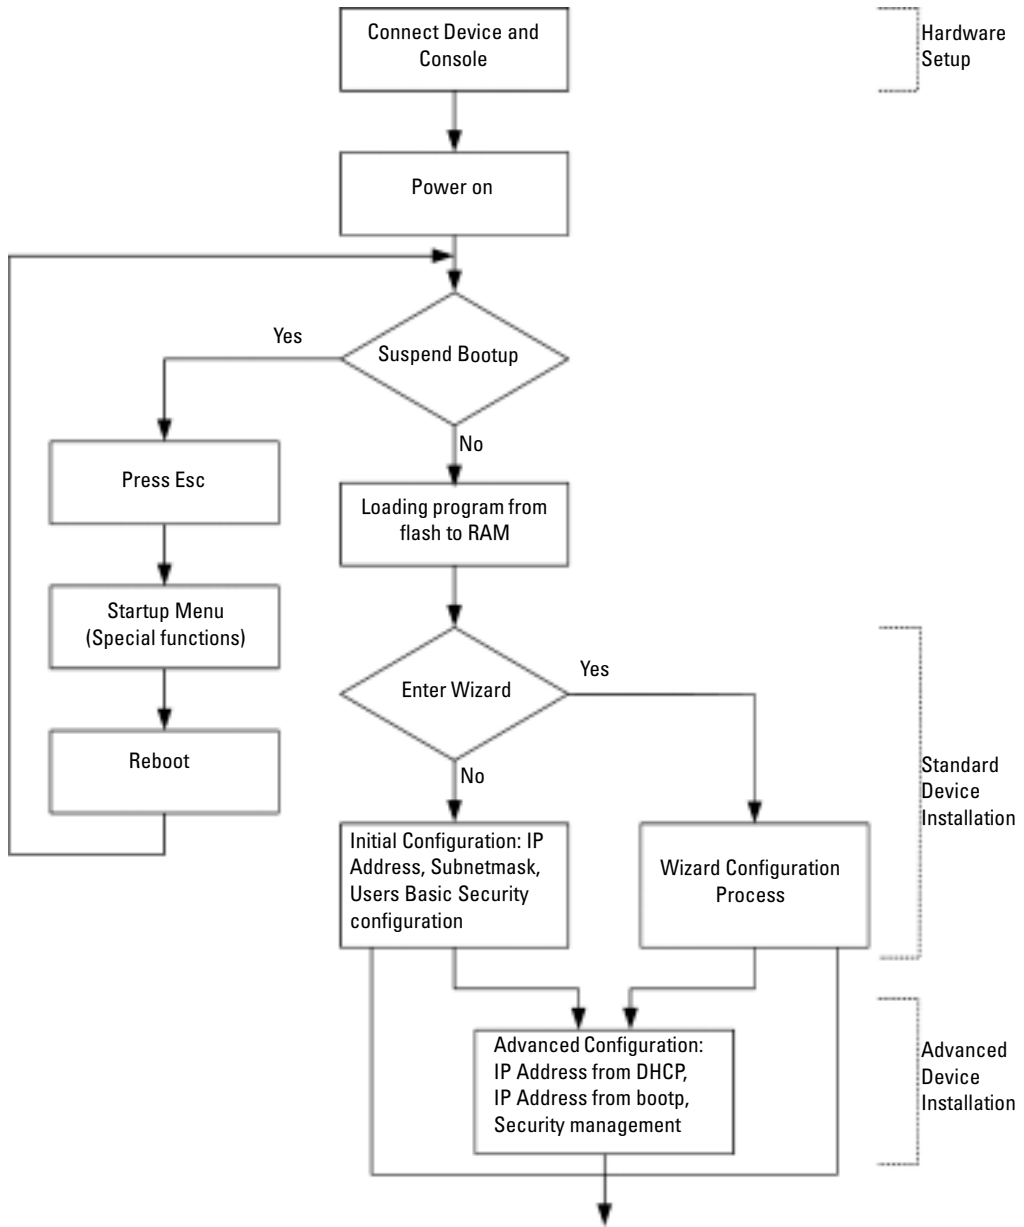 Connect Device and
Console
Hardware
Setup
Power on
Yes
Suspend Bootup
No
Press Esc
Loading program from
flash to RAM
Startup Menu
(Special functions)
Yes
Enter Wizard
Reboot
No
Standard
Device
Installation
Initial Configuration: IP
Address, Subnetmask,
Users Basic Security
configuration
Wizard Configuration
Process
Advanced Configuration:
IP Address from DHCP,
IP Address from bootp,
Security management
Advanced
Device
Installation